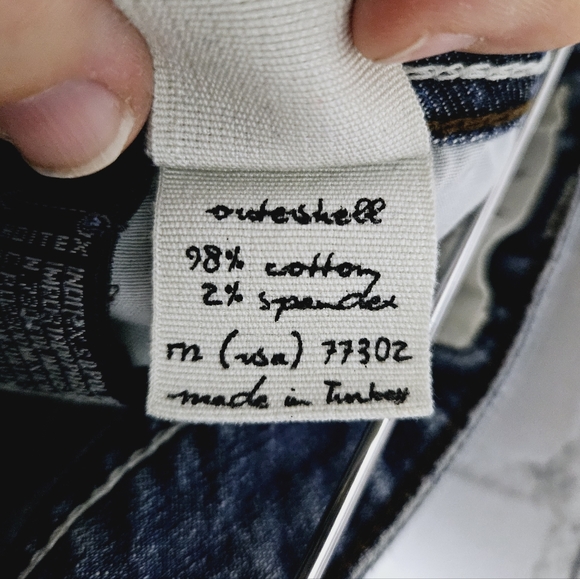 outershell
98% cotton
2% spandex
rn (usa) 77302
made in Turkey